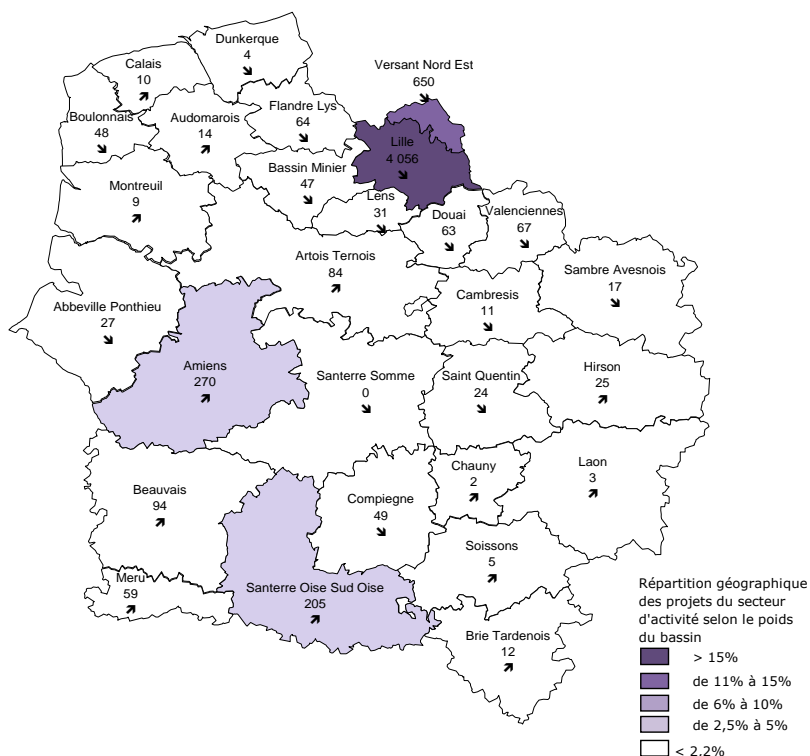 Dunkerque
4
Versant Nord Est
650
Calais
10
Boulonnais
48
Audomarois
14
Flandre Lys
64
Lille
4 056
Bassin Minier
47
Montreuil
9
Lens
31
Douai
63
Valenciennes
67
Artois Ternois
84
Sambre Avesnois
17
Abbeville Ponthieu
27
Cambresis
11
Amiens
270
Santerre Somme
0
Saint Quentin
24
Hirson
25
Beauvais
94
Compiegne
49
Chauny
2
Laon
3
Meru
59
Santerre Oise Sud Oise
205
Soissons
5
Brie Tardenois
12
Répartition géographique
des projets du secteur
d'activité selon le poids
du bassin
> 15%
de 11% à 15%
de 6% à 10%
de 2,5% à 5%
< 2,2%